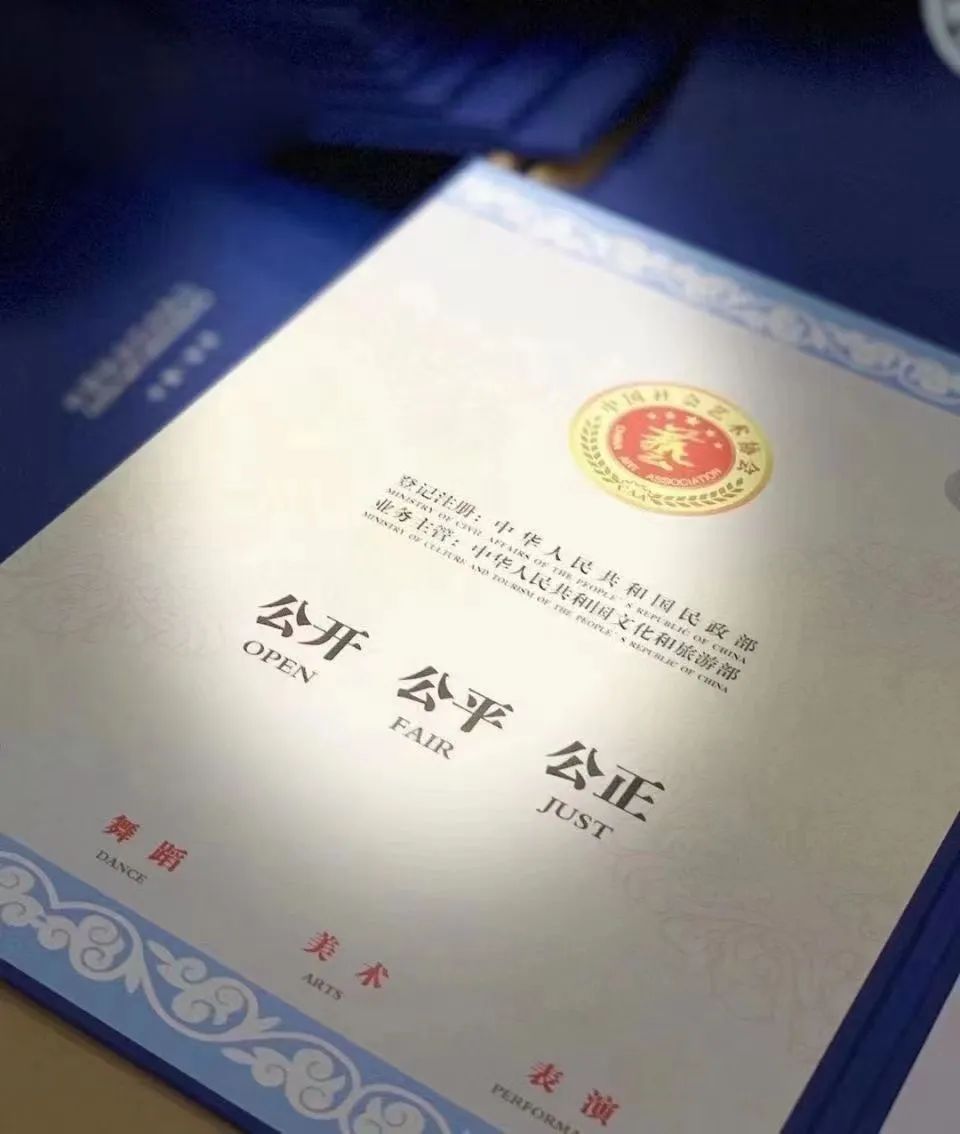 中国社会艺术协会
CHINA ART ASSOCIATION
CAA
登记注册：中华人民共和国民政部
MINISTRY OF CIVIL AFFAIRS OF THE PEOPLE'S REPUBLIC OF CHINA
业务主管：中华人民共和国文化和旅游部
MINISTRY OF CULTURE AND TOURISM OF THE PEOPLE'S REPUBLIC OF CHINA
公开 公平 公正
OPEN FAIR JUST
舞蹈 美术 表演
DANCE ARTS PERFORMA